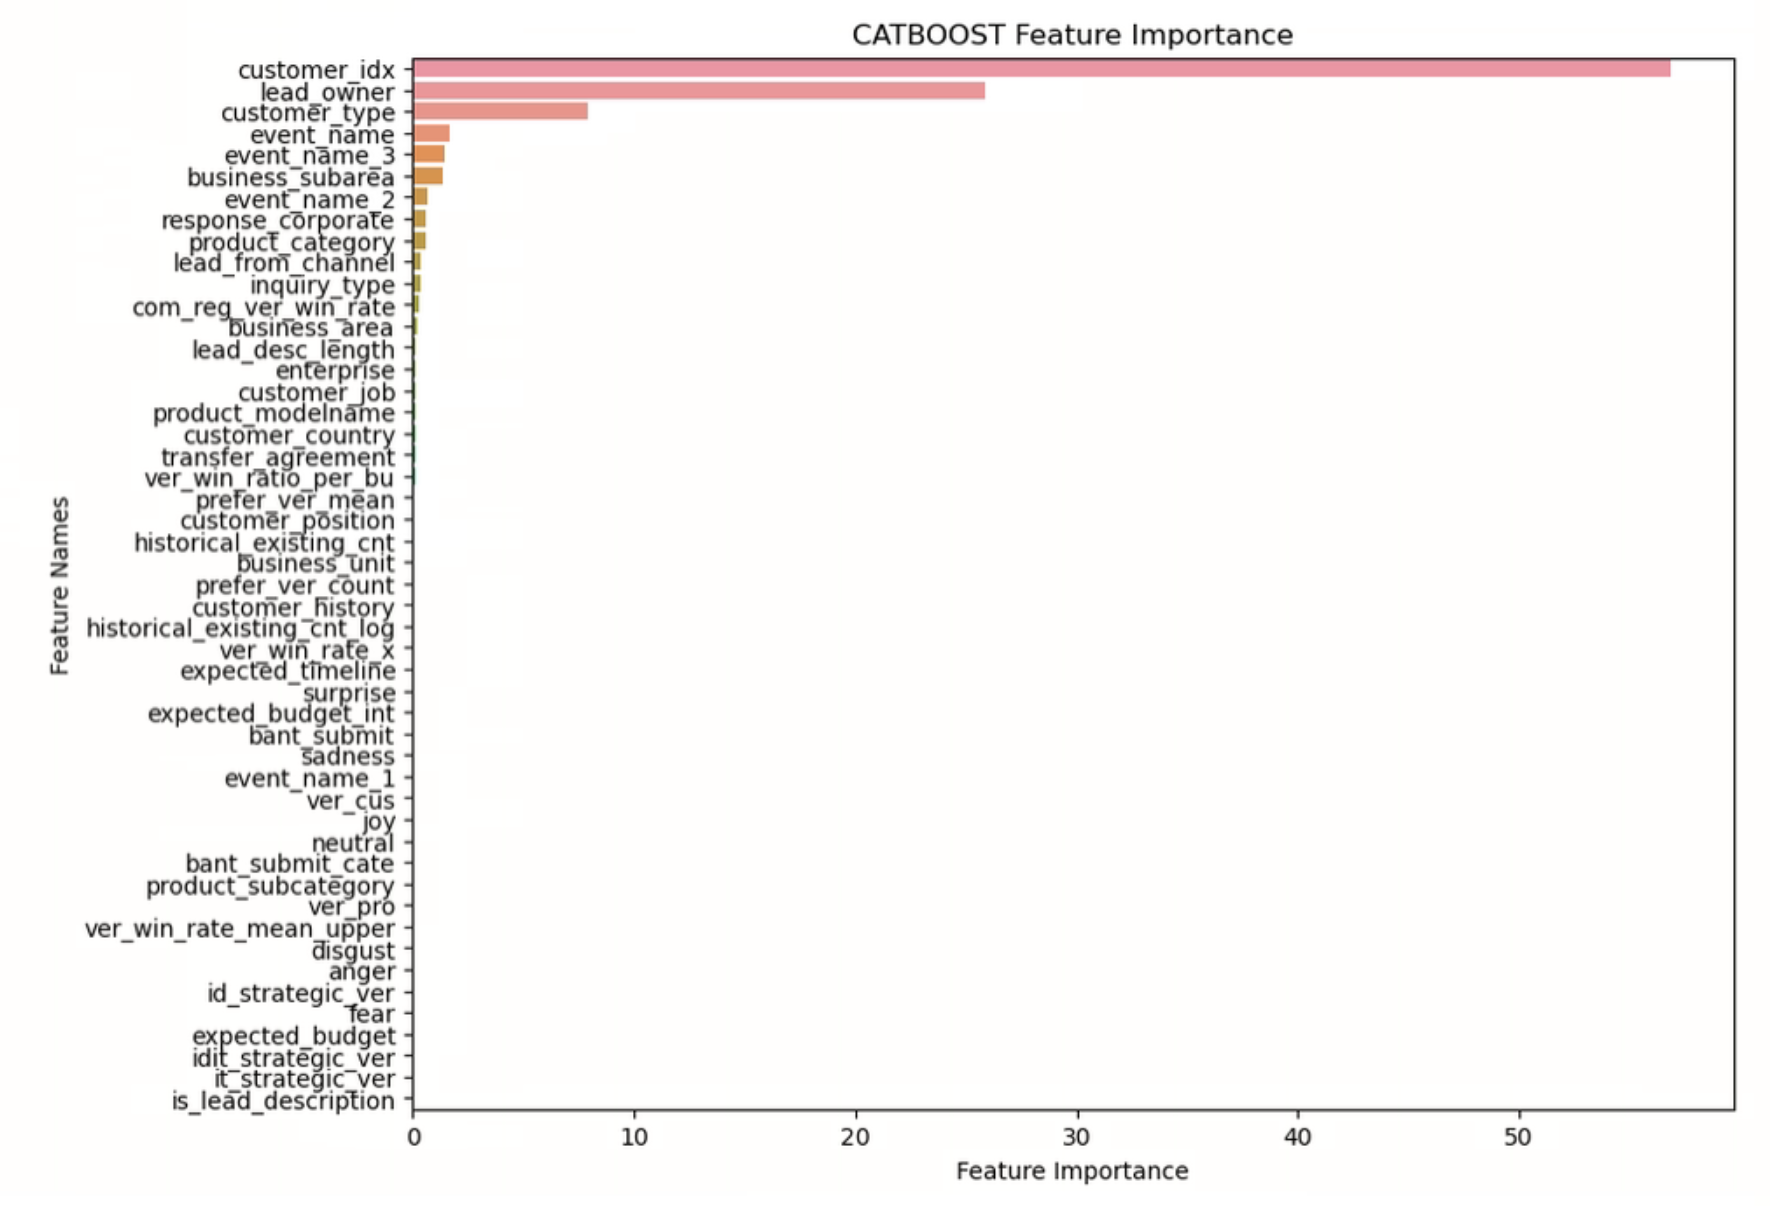 CATBOOST Feature Importance
customer_idx
lead_owner
customer_type
event_name
event_name_3
business_subarea
event_name_2
response_corporate
product_category
lead_from_channel
inquiry_type
com_reg_ver_win_rate
business_area
lead_desc_length
enterprise
customer_job
product_modelname
customer_country
transfer_agreement
ver_win_ratio_per_bu
prefer_ver_mean
customer_position
historical_existing_cnt
business_unit
prefer_ver_count
customer_history
historical_existing_cnt_log
ver_win_rate_x
expected_timeline
surprise
expected_budget_int
bant_submit
sadness
event_name_1
ver_cus
joy
neutral
bant_submit_cate
product_subcategory
ver_pro
ver_win_rate_mean_upper
disgust
anger
id_strategic_ver
fear
expected_budget
idit_strategic_ver
it_strategic_ver
is_lead_description
Feature Names
0 10 20 30 40 50
Feature Importance